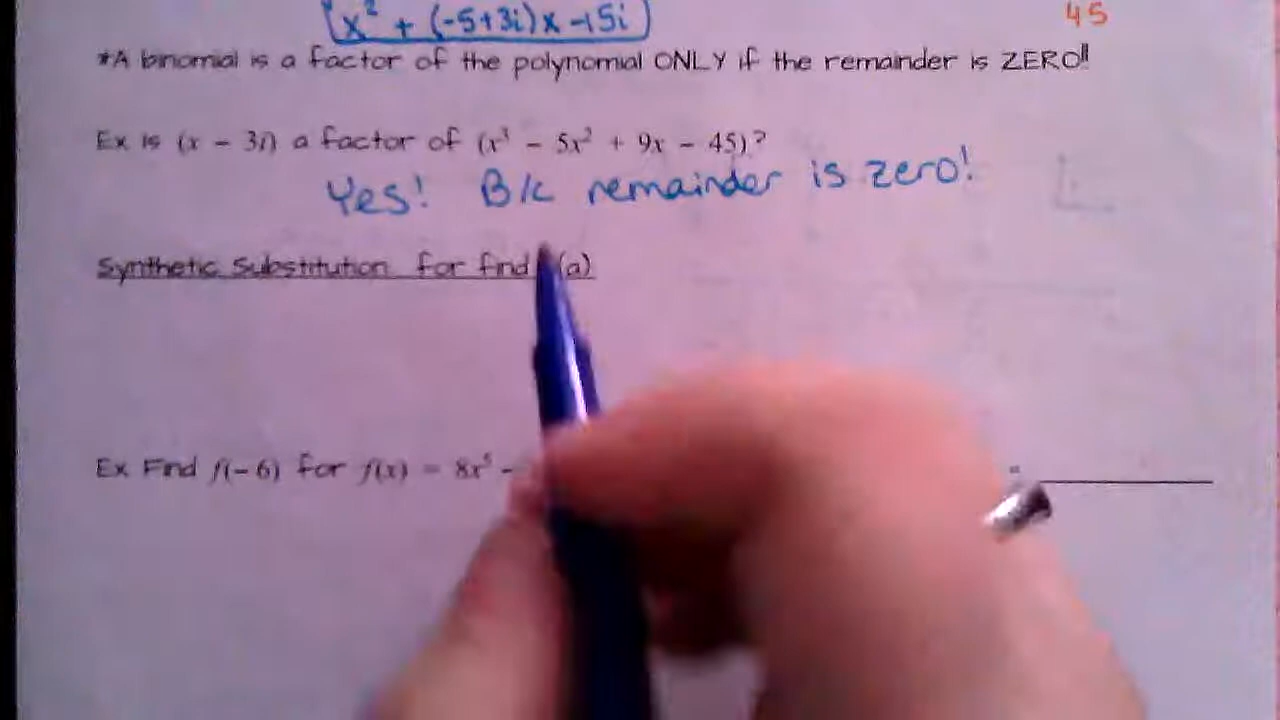 x² + (-5+3i)x -15i
45
*A binomial is a factor of the polynomial ONLY if the remainder is ZERO!!
Ex Is (x - 3i) a factor of (x³ - 5x² + 9x - 45)?
Yes! B/c remainder is zero!
Synthetic Substitution for find (a)
Ex Find f(-6) for f(x) = 8x⁵ -